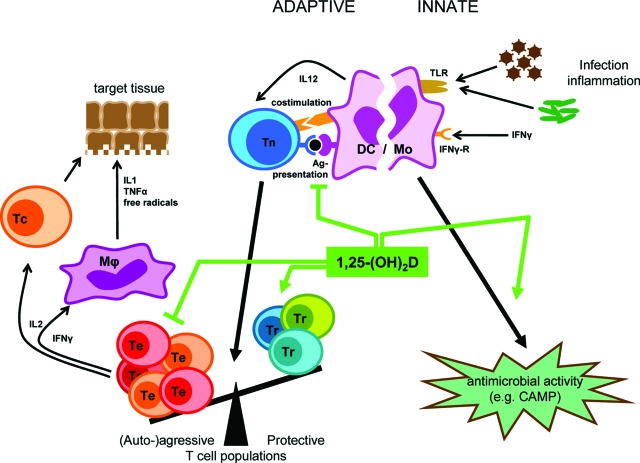 ADAPTIVE INNATE
Infection
inflammation
TLR
IL12
target tissue
costimulation
Tn
DC / Mo
IFNγ-R
IFNγ
Ag-
presentation
IL1
TNFα
free radicals
Tc
Mφ
1,25-(OH)₂D
IL2
IFNγ
Te
Te
Te
Te
Te
Tr
Tr
Tr
antimicrobial activity
(e.g. CAMP)
(Auto-)agressive Protective
T cell populations